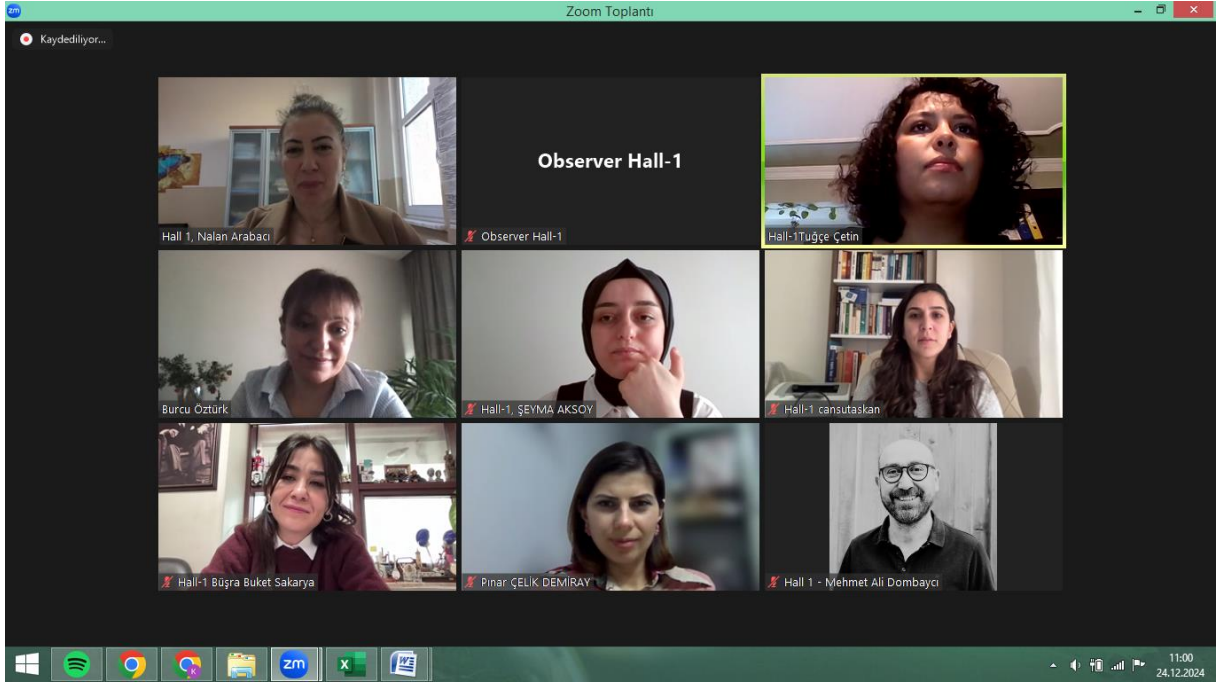 zm
Zoom Toplantı
Kaydediliyor...
Hall 1, Nalan Arabacı
Observer Hall-1
Observer Hall-1
Hall-1Tuğçe Çetin
Burcu Öztürk
Hall-1, ŞEYMA AKSOY
Hall-1 cansutaskan
Hall-1 Büşra Buket Sakarya
Pınar ÇELİK DEMİRAY
Hall 1 - Mehmet Ali Dombaycı
K
zm
X
W
11:00
24.12.2024